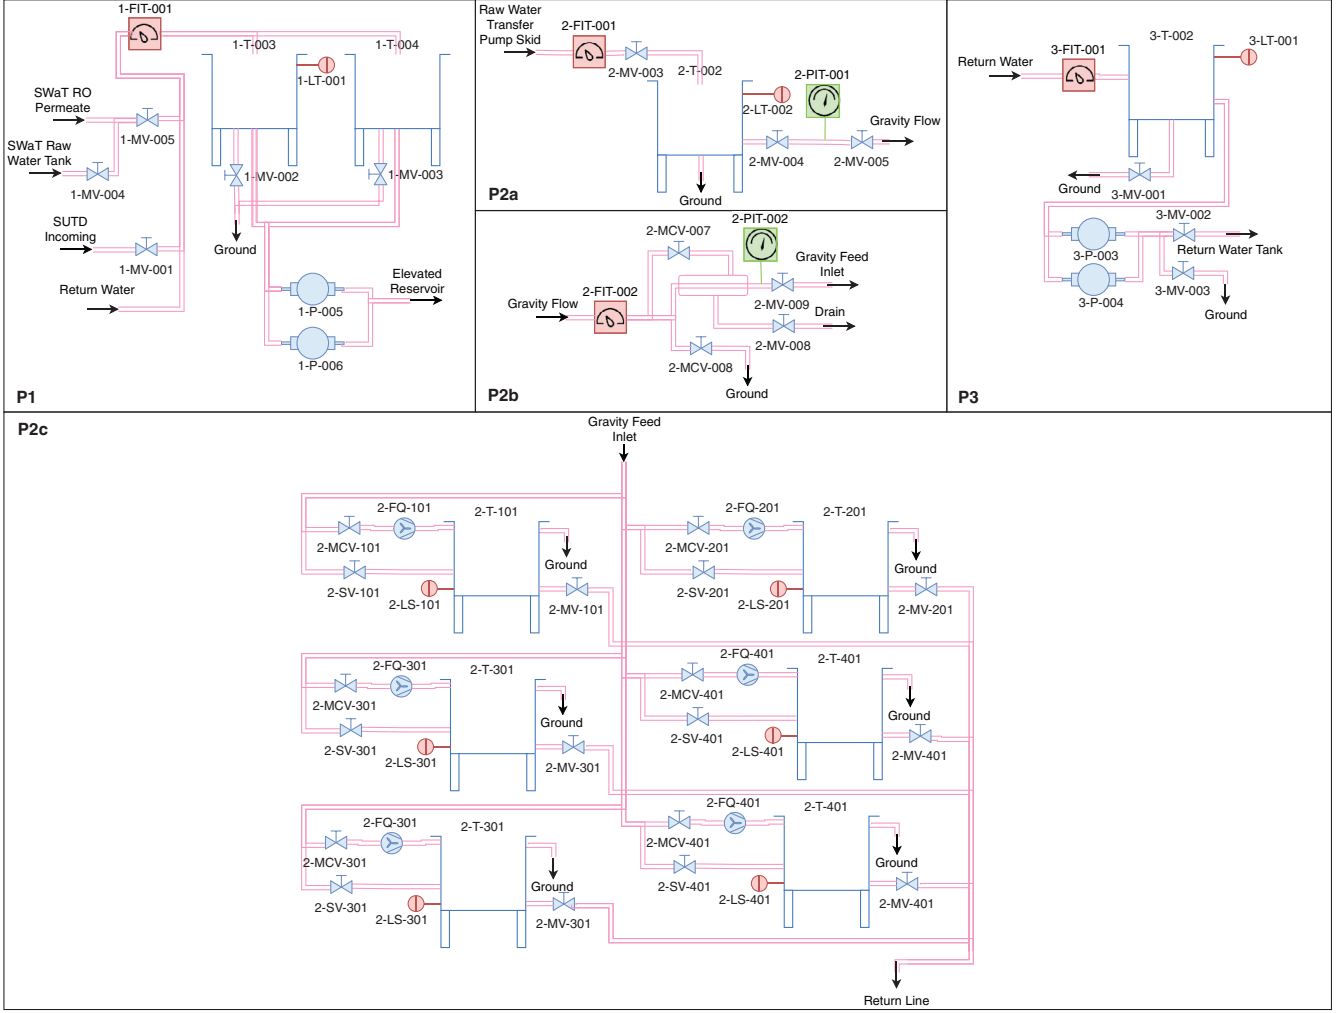 1-FIT-001
1-T-003
1-T-004
1-LT-001
SWaT RO
Permeate
1-MV-005
SWaT Raw
Water Tank
1-MV-004
1-MV-002
1-MV-003
SUTD
Incoming
1-MV-001
Ground
Return Water
Elevated
Reservoir
1-P-005
1-P-006
P1
Raw Water
Transfer
Pump Skid
2-FIT-001
2-MV-003
2-T-002
2-PIT-001
2-LT-002
Gravity Flow
2-MV-004
2-MV-005
Ground
P2a
2-PIT-002
2-MCV-007
Gravity Feed
Inlet
2-FIT-002
Gravity Flow
2-MV-009
Drain
2-MV-008
2-MCV-008
Ground
P2b
3-T-002
3-LT-001
3-FIT-001
Return Water
Ground
3-MV-001
3-MV-002
Return Water Tank
3-P-003
3-MV-003
3-P-004
Ground
P3
P2c
Gravity Feed
Inlet
2-FQ-101
2-T-101
2-MCV-101
Ground
2-SV-101
2-LS-101
2-MV-101
2-FQ-201
2-T-201
2-MCV-201
Ground
2-SV-201
2-LS-201
2-MV-201
2-FQ-301
2-T-301
2-MCV-301
Ground
2-SV-301
2-LS-301
2-MV-301
2-FQ-401
2-T-401
2-MCV-401
Ground
2-SV-401
2-LS-401
2-MV-401
2-FQ-301
2-T-301
2-MCV-301
Ground
2-SV-301
2-LS-301
2-MV-301
2-FQ-401
2-T-401
2-MCV-401
Ground
2-SV-401
2-LS-401
2-MV-401
Return Line